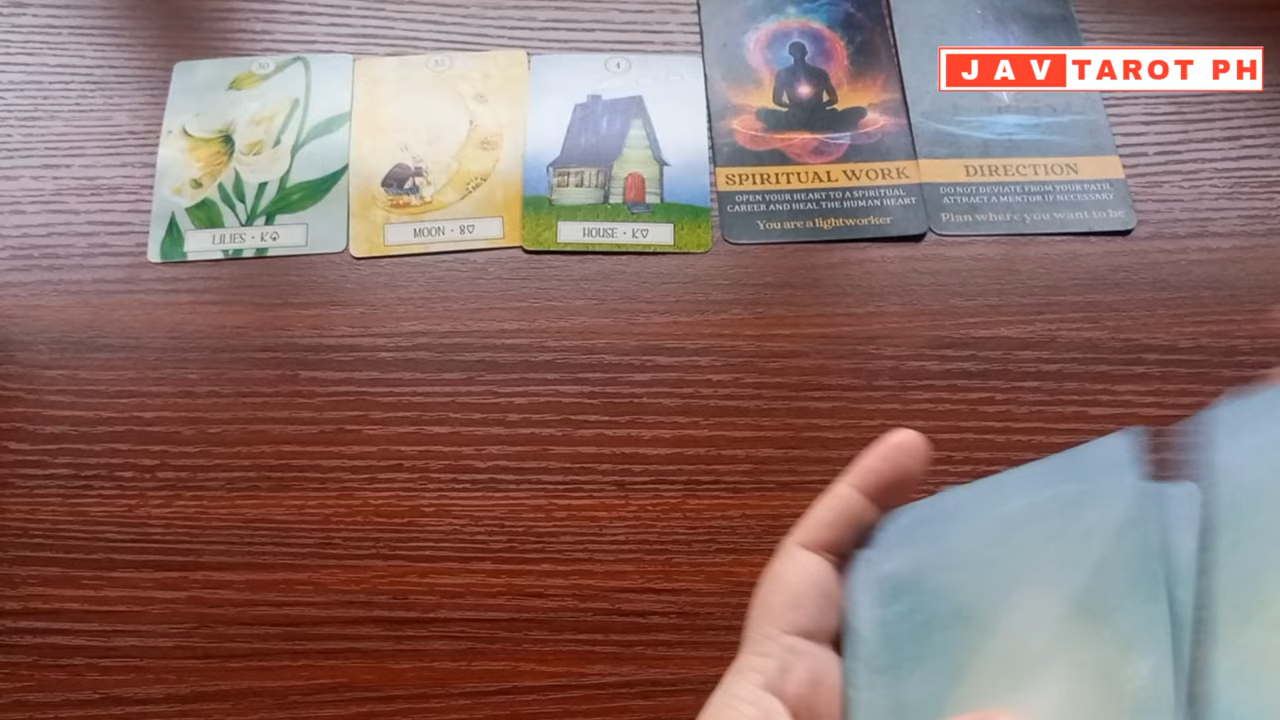 JAVTAROT PH
30
LILIES · K♤
32
MOON · 8♡
4
HOUSE · K♡
SPIRITUAL WORK
OPEN YOUR HEART TO A SPIRITUAL
CAREER AND HEAL THE HUMAN HEART
You are a lightworker
DIRECTION
DO NOT DEVIATE FROM YOUR PATH,
ATTRACT A MENTOR IF NECESSARY
Plan where you want to be